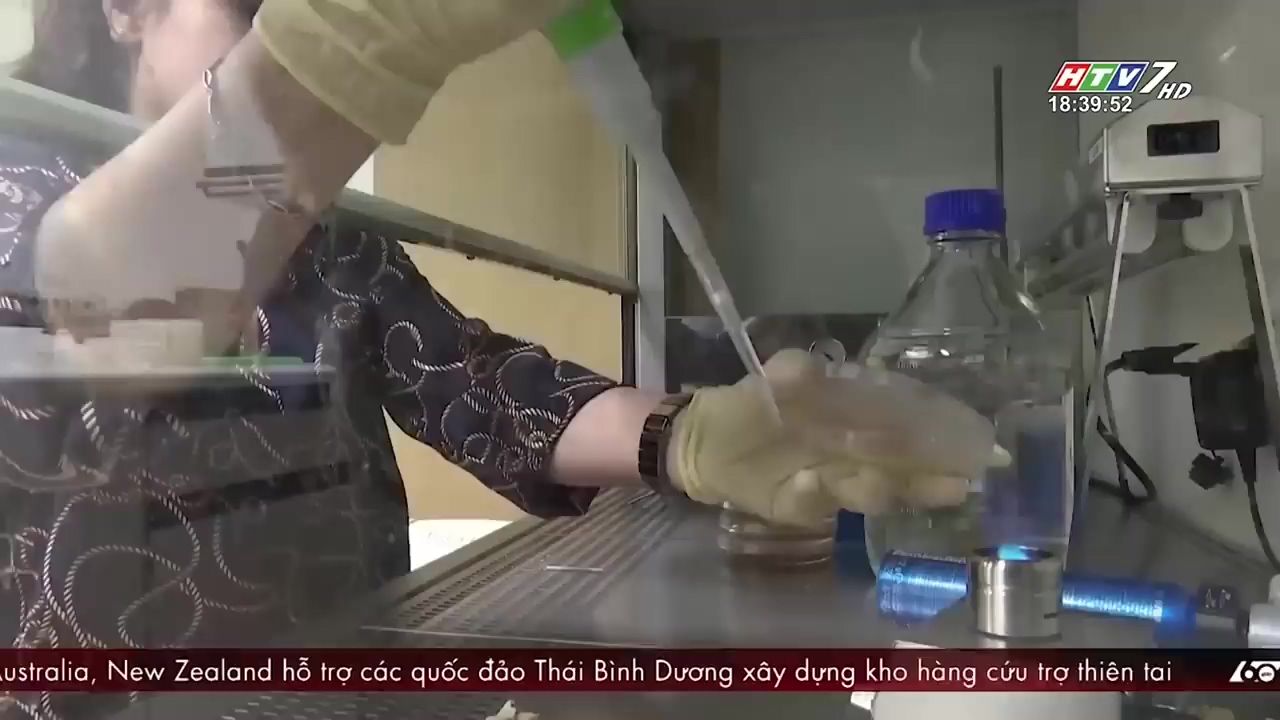 HTV7 HD
18:39:52
Australia, New Zealand hỗ trợ các quốc đảo Thái Bình Dương xây dựng kho hàng cứu trợ thiên tai